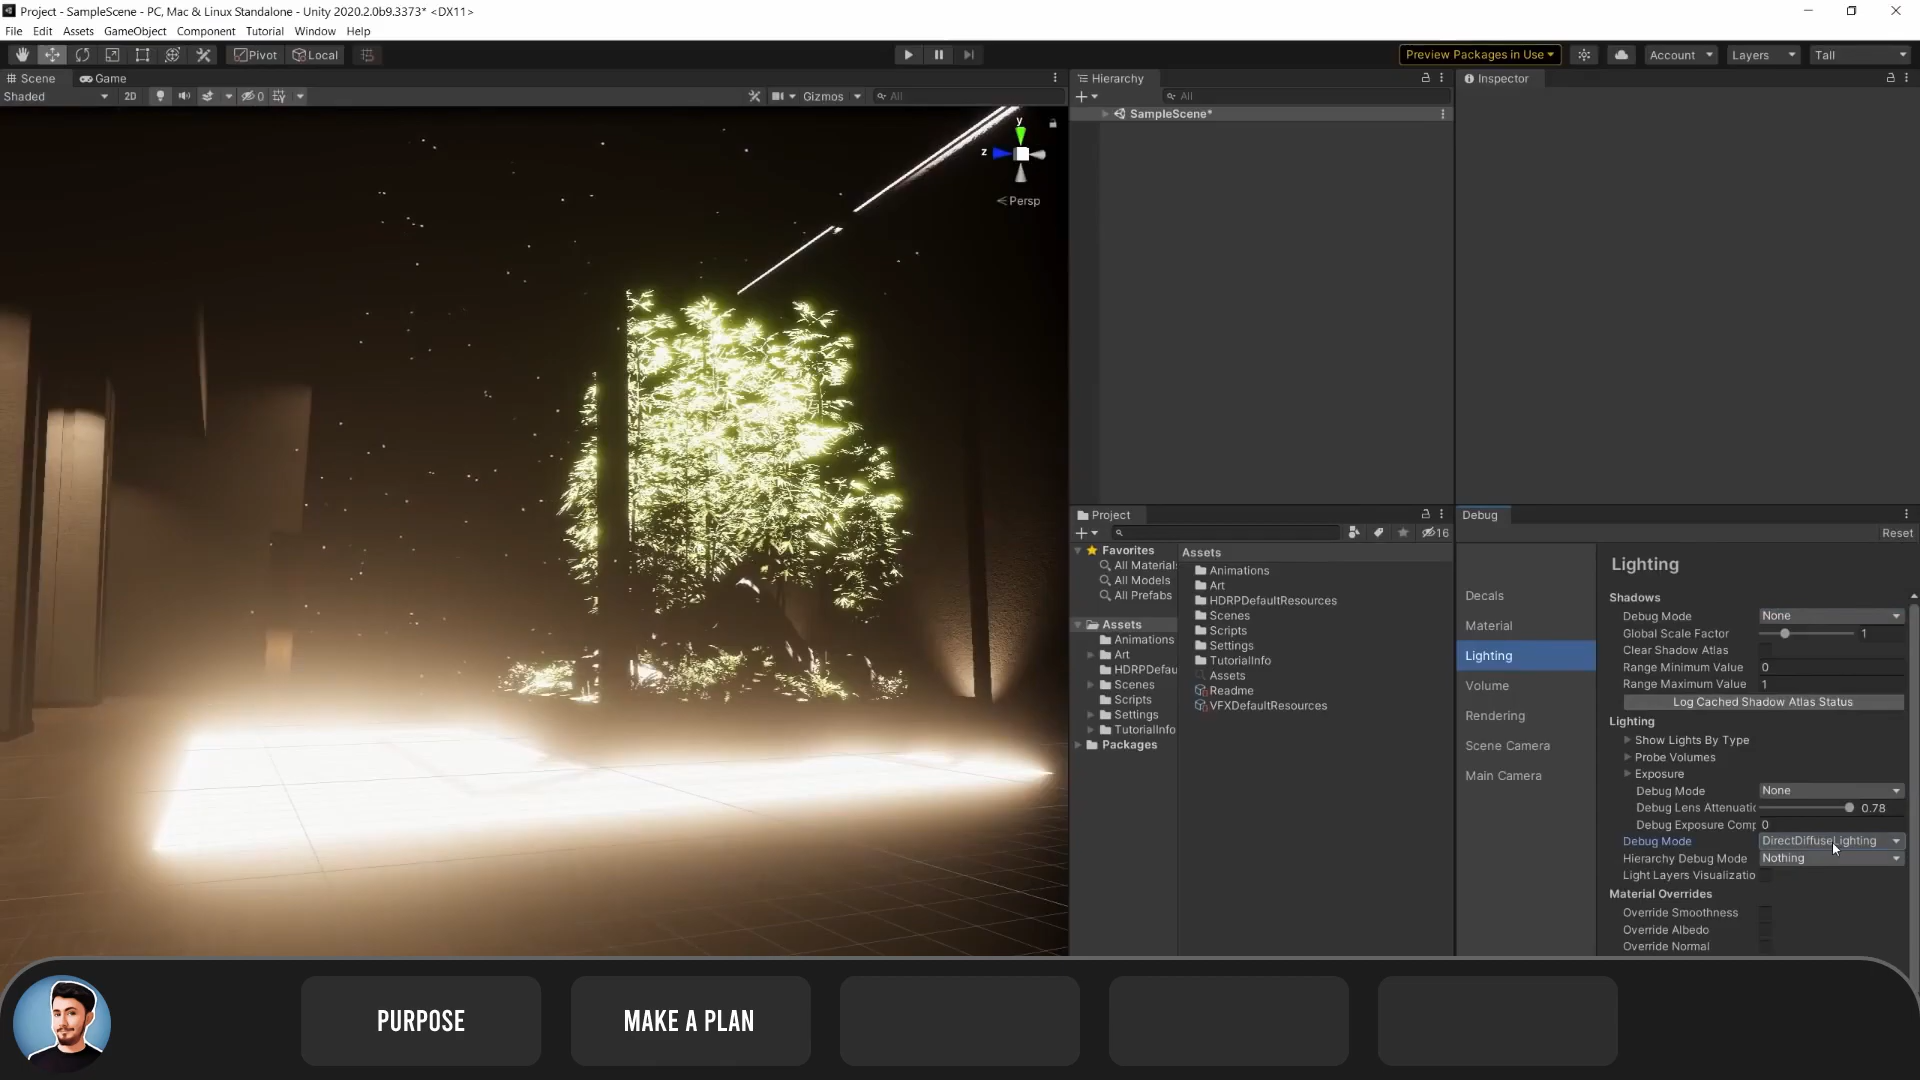 Project - SampleScene - PC, Mac & Linux Standalone - Unity 2020.2.0b9.3373* <DX11>
File Edit Assets GameObject Component Tutorial Window Help
Pivot Local Preview Packages in Use Account Layers Tall
Scene Game
Shaded 2D 0 Gizmos All
y
z
Persp
Hierarchy
All
SampleScene*
Inspector
Project
16
Favorites
All Material
All Models
All Prefabs
Assets
Animations
Art
HDRPDefau
Scenes
Scripts
Settings
TutorialInfo
Packages
Assets
Animations
Art
HDRPDefaultResources
Scenes
Scripts
Settings
TutorialInfo
Assets
Readme
VFXDefaultResources
Debug
Reset
Decals
Material
Lighting
Volume
Rendering
Scene Camera
Main Camera
Lighting
Shadows
Debug Mode None
Global Scale Factor 1
Clear Shadow Atlas
Range Minimum Value 0
Range Maximum Value 1
Log Cached Shadow Atlas Status
Lighting
Show Lights By Type
Probe Volumes
Exposure
Debug Mode None
Debug Lens Attenuatic 0.78
Debug Exposure Comp 0
Debug Mode DirectDiffuseLighting
Hierarchy Debug Mode Nothing
Light Layers Visualizatio
Material Overrides
Override Smoothness
Override Albedo
Override Normal
PURPOSE
MAKE A PLAN